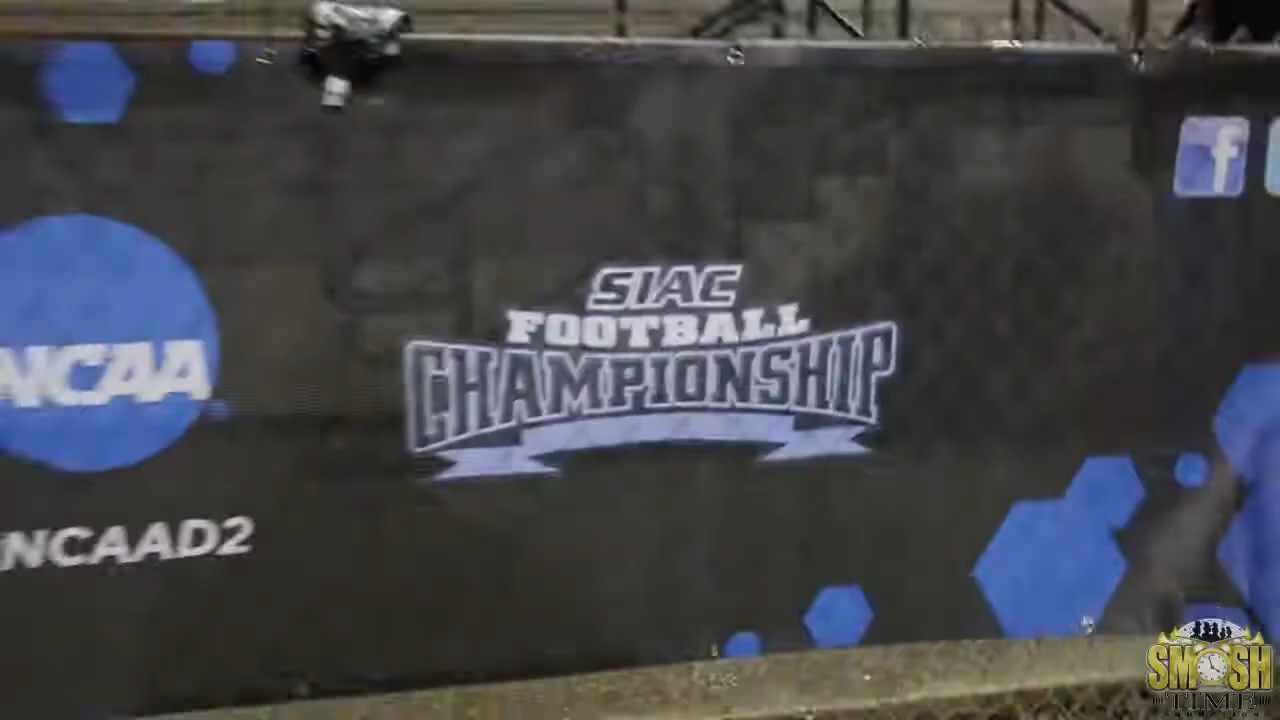 SIAC
FOOTBALL
CHAMPIONSHIP
NCAA
NCAAD2
f
SMOSH
TIME